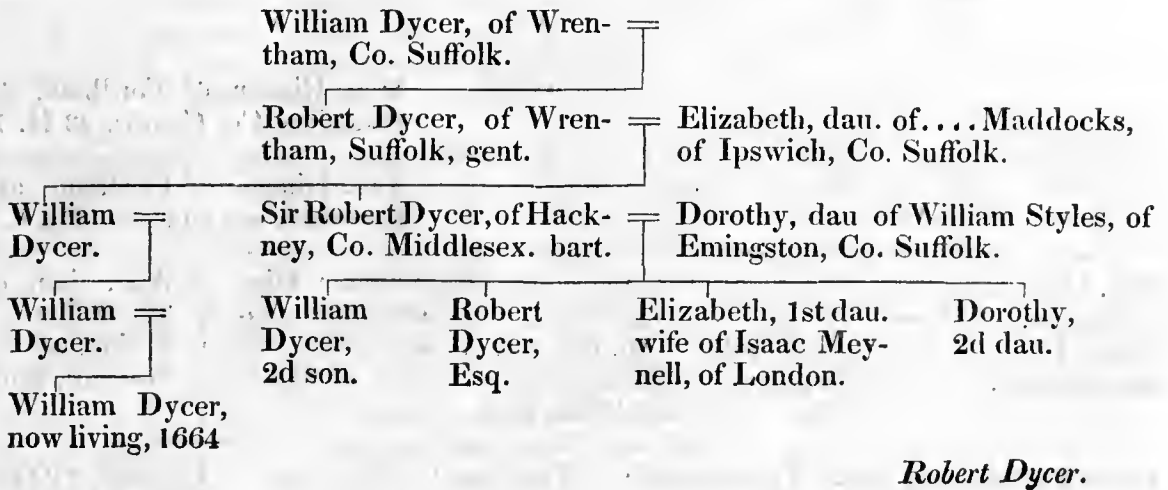 William Dycer, of Wren-
tham, Co. Suffolk.
Robert Dycer, of Wren-
tham, Suffolk, gent.
Elizabeth, dau. of.... Maddocks,
of Ipswich, Co. Suffolk.
William
Dycer.
Sir Robert Dycer, of Hack-
ney, Co. Middlesex. bart.
Dorothy, dau of William Styles, of
Emingston, Co. Suffolk.
William
Dycer.
William
Dycer,
2d son.
Robert
Dycer,
Esq.
Elizabeth, 1st dau.
wife of Isaac Mey-
nell, of London.
Dorothy,
2d dau.
William Dycer,
now living, 1664
Robert Dycer.